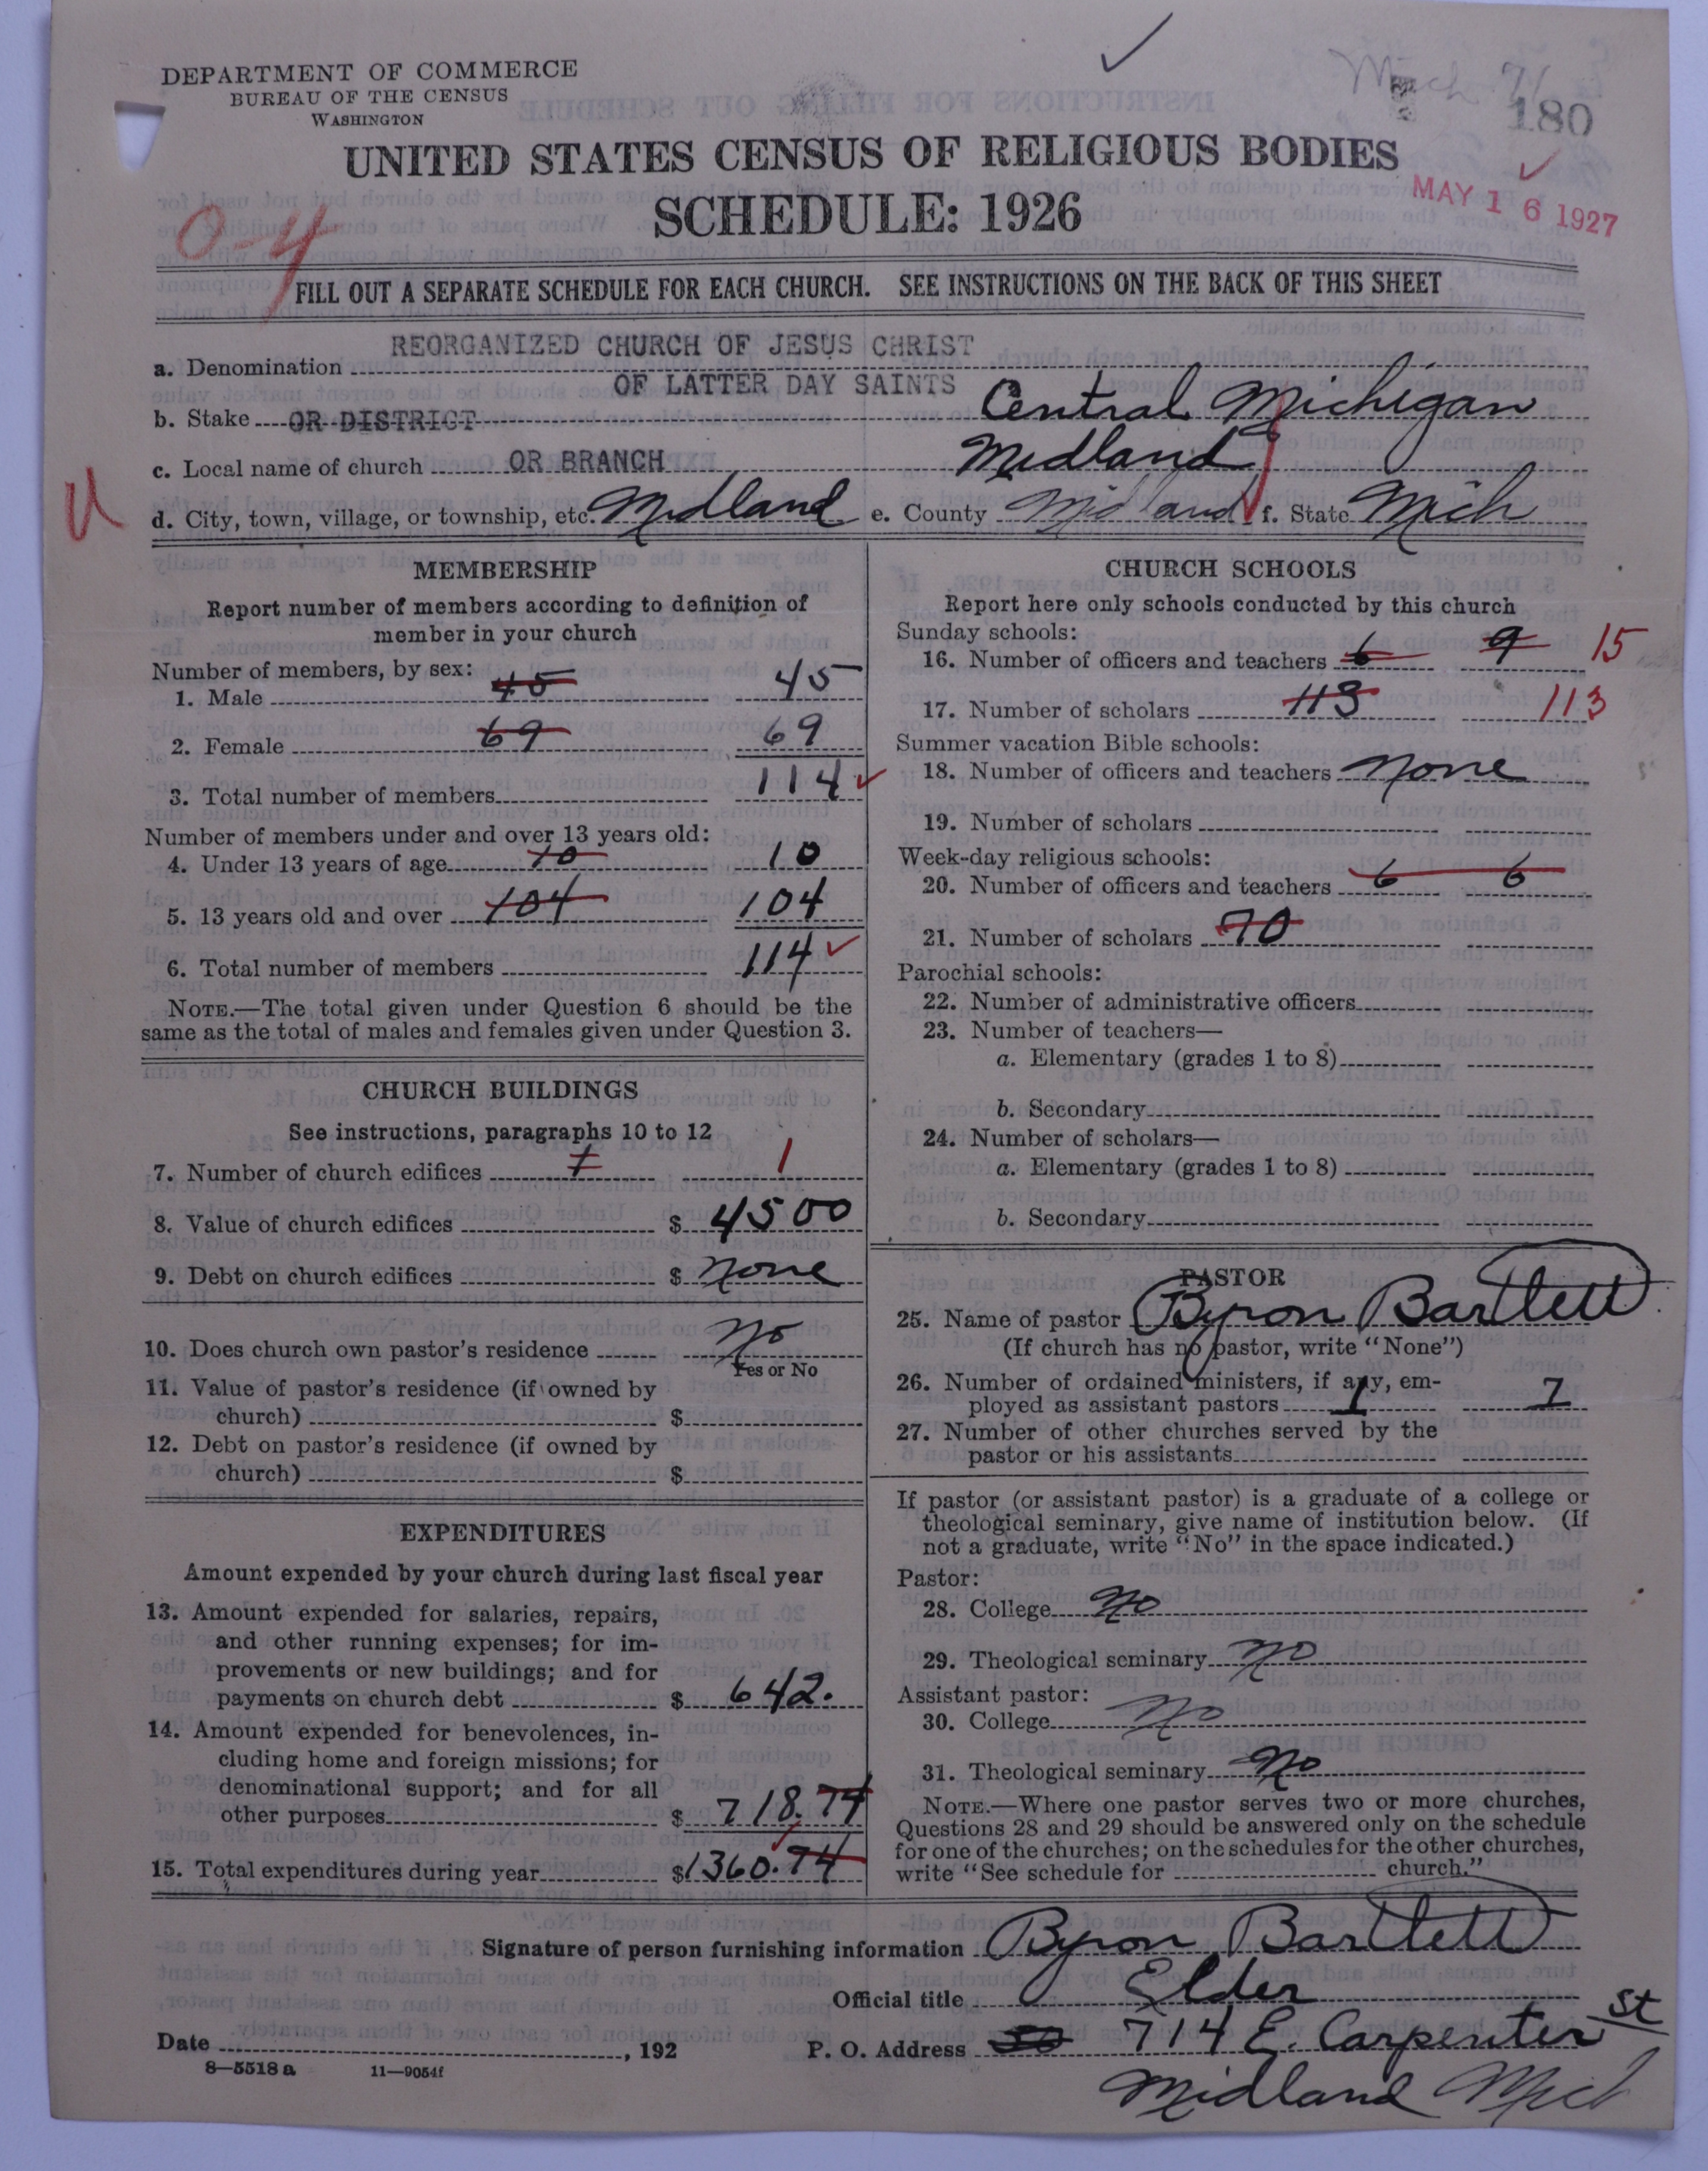 DEPARTMENT OF COMMERCE
BUREAU OF THE CENSUS
WASHINGTON
Mich 71
180
UNITED STATES CENSUS OF RELIGIOUS BODIES
SCHEDULE: 1926
MAY 16 1927
0-4
FILL OUT A SEPARATE SCHEDULE FOR EACH CHURCH. SEE INSTRUCTIONS ON THE BACK OF THIS SHEET
a. Denomination REORGANIZED CHURCH OF JESUS CHRIST
OF LATTER DAY SAINTS
b. Stake OR DISTRICT Central Michigan
c. Local name of church OR BRANCH Midland
d. City, town, village, or township, etc. Midland e. County Midland f. State Mich
MEMBERSHIP
Report number of members according to definition of
member in your church
Number of members, by sex:
1. Male 45 45
2. Female 69 69
3. Total number of members 114
Number of members under and over 13 years old:
4. Under 13 years of age 10 10
5. 13 years old and over 104 104
6. Total number of members 114
NOTE.—The total given under Question 6 should be the
same as the total of males and females given under Question 3.
CHURCH BUILDINGS
See instructions, paragraphs 10 to 12
7. Number of church edifices 1 1
8. Value of church edifices $ 4500
9. Debt on church edifices $ None
10. Does church own pastor's residence No
Yes or No
11. Value of pastor's residence (if owned by
church) $
12. Debt on pastor's residence (if owned by
church) $
EXPENDITURES
Amount expended by your church during last fiscal year
13. Amount expended for salaries, repairs,
and other running expenses; for im-
provements or new buildings; and for
payments on church debt $ 642.
14. Amount expended for benevolences, in-
cluding home and foreign missions; for
denominational support; and for all
other purposes $ 718.74
15. Total expenditures during year $1360.74
CHURCH SCHOOLS
Report here only schools conducted by this church
Sunday schools:
16. Number of officers and teachers 6 9 15
17. Number of scholars 113 113
Summer vacation Bible schools:
18. Number of officers and teachers None
19. Number of scholars
Week-day religious schools:
20. Number of officers and teachers 6 6
21. Number of scholars 70
Parochial schools:
22. Number of administrative officers
23. Number of teachers—
a. Elementary (grades 1 to 8)
b. Secondary
24. Number of scholars—
a. Elementary (grades 1 to 8)
b. Secondary
PASTOR
25. Name of pastor Byron Bartlett
(If church has no pastor, write "None")
26. Number of ordained ministers, if any, em-
ployed as assistant pastors 1 7
27. Number of other churches served by the
pastor or his assistants
If pastor (or assistant pastor) is a graduate of a college or
theological seminary, give name of institution below. (If
not a graduate, write "No" in the space indicated.)
Pastor:
28. College No
29. Theological seminary No
Assistant pastor:
30. College No
31. Theological seminary No
NOTE.—Where one pastor serves two or more churches,
Questions 28 and 29 should be answered only on the schedule
for one of the churches; on the schedules for the other churches,
write "See schedule for church."
Signature of person furnishing information Byron Bartlett
Official title Elder
Date , 192 P. O. Address 714 E. Carpenter St
8—5518 a 11—9054f
Midland Mich